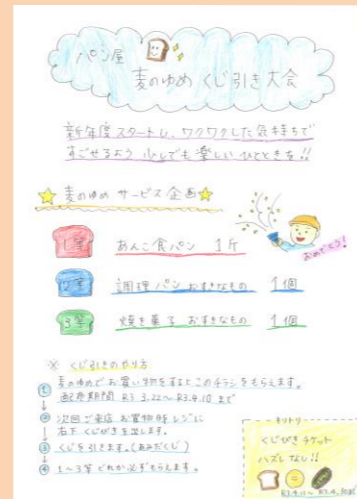 パン屋
麦のゆめ くじ引き大会
新年度スタートし、ワクワクした気持ちで
すごせるよう 少しでも楽しいひとときを!!
麦のゆめ サービス企画
おめでとう!
1等 あんこ食パン 1斤
2等 調理パン おすきなもの 1個
3等 焼き菓子 おすきなもの 1個
※ くじ引きのやり方
① 麦のゆめでお買い物をするとこのチラシをもらえます。
配布期間 R3 3.22〜R3.4.10 まで
② 次回ご来店 お買物時レジに
右下 くじびきを出します。
③ くじを引きます。(あみだくじ)
④ 1〜3等 どれか必ずもらえます。
キリトリ
くじびきチケット
ハズレなし!!